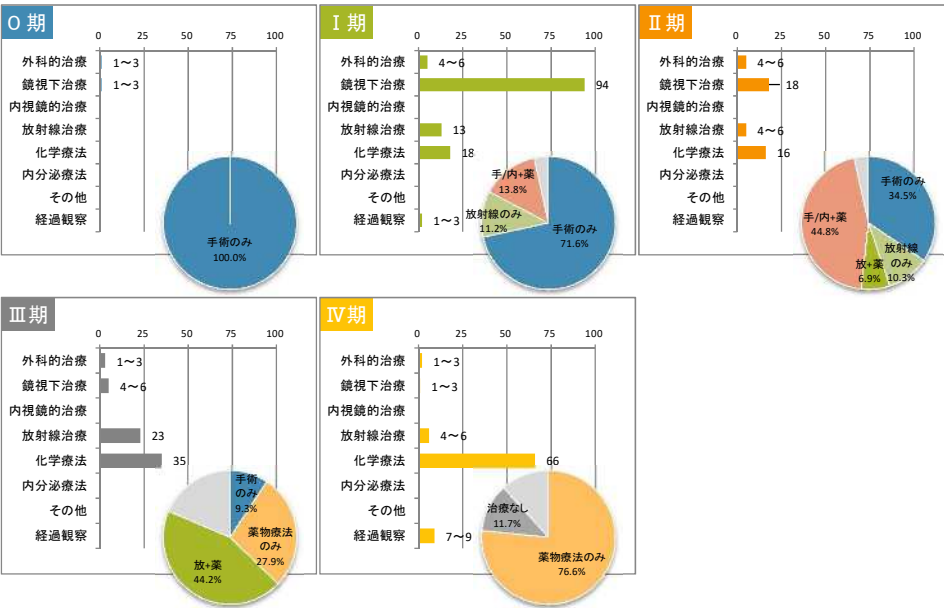 0 期
0 25 50 75 100
外科的治療 1～3
鏡視下治療 1～3
内視鏡的治療
放射線治療
化学療法
内分泌療法
その他
経過観察
手術のみ
100.0%
Ⅰ期
0 25 50 75 100
外科的治療 4～6
鏡視下治療 94
内視鏡的治療
放射線治療 13
化学療法 18
内分泌療法
その他
経過観察 1～3
手/内+薬
13.8%
放射線のみ
11.2%
手術のみ
71.6%
Ⅱ期
0 25 50 75 100
外科的治療 4～6
鏡視下治療 18
内視鏡的治療
放射線治療 4～6
化学療法 16
内分泌療法
その他
経過観察
手術のみ
34.5%
手/内+薬
44.8%
放射線
のみ
10.3%
放+薬
6.9%
Ⅲ期
0 25 50 75 100
外科的治療 1～3
鏡視下治療 4～6
内視鏡的治療
放射線治療 23
化学療法 35
内分泌療法
その他
経過観察
手術
のみ
9.3%
薬物療法
のみ
27.9%
放+薬
44.2%
Ⅳ期
0 25 50 75 100
外科的治療 1～3
鏡視下治療 1～3
内視鏡的治療
放射線治療 4～6
化学療法 66
内分泌療法
その他
経過観察 7～9
治療なし
11.7%
薬物療法のみ
76.6%